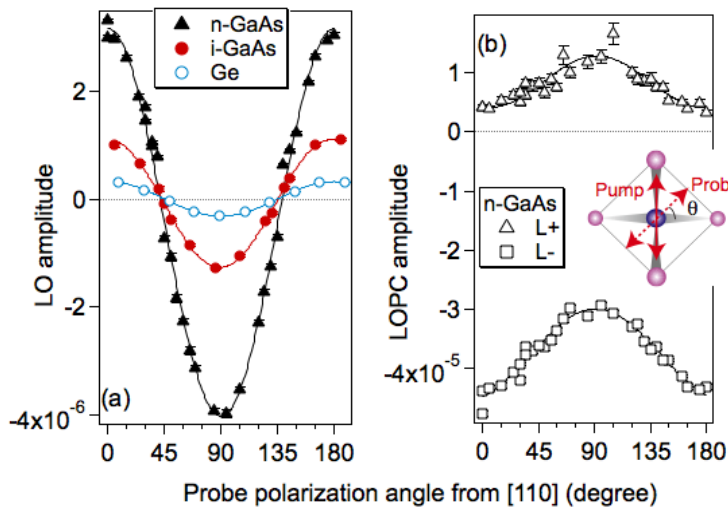 n-GaAs
i-GaAs
Ge
2
0
-2
-4x10⁻⁶
LO amplitude
(a)
0
45
90
135
180
(b)
1
0
-1
-2
-3
-4x10⁻⁵
LOPC amplitude
n-GaAs
L+
L-
Pump
Prob
θ
0
45
90
135
180
Probe polarization angle from [110] (degree)